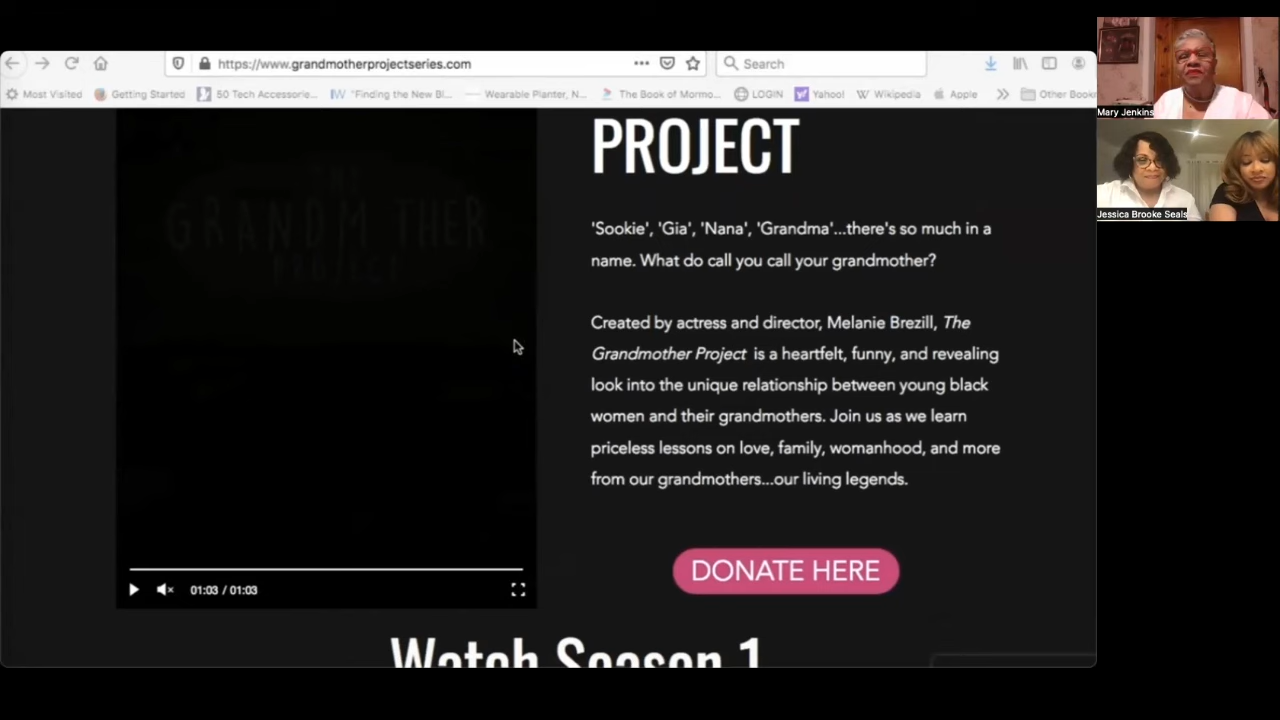 https://www.grandmotherprojectseries.com
Search
Most Visited
Getting Started
50 Tech Accessorie...
"Finding the New Bl...
Wearable Planter, N...
The Book of Mormo...
LOGIN
Yahoo!
Wikipedia
Apple
Other Bookr
Mary Jenkins
Jessica Brooke Seals
THE
GRANDM THER
PROJECT
PROJECT
'Sookie', 'Gia', 'Nana', 'Grandma'...there's so much in a
name. What do call you call your grandmother?
Created by actress and director, Melanie Brezill, The
Grandmother Project is a heartfelt, funny, and revealing
look into the unique relationship between young black
women and their grandmothers. Join us as we learn
priceless lessons on love, family, womanhood, and more
from our grandmothers...our living legends.
DONATE HERE
01:03 / 01:03
Watch Season 1